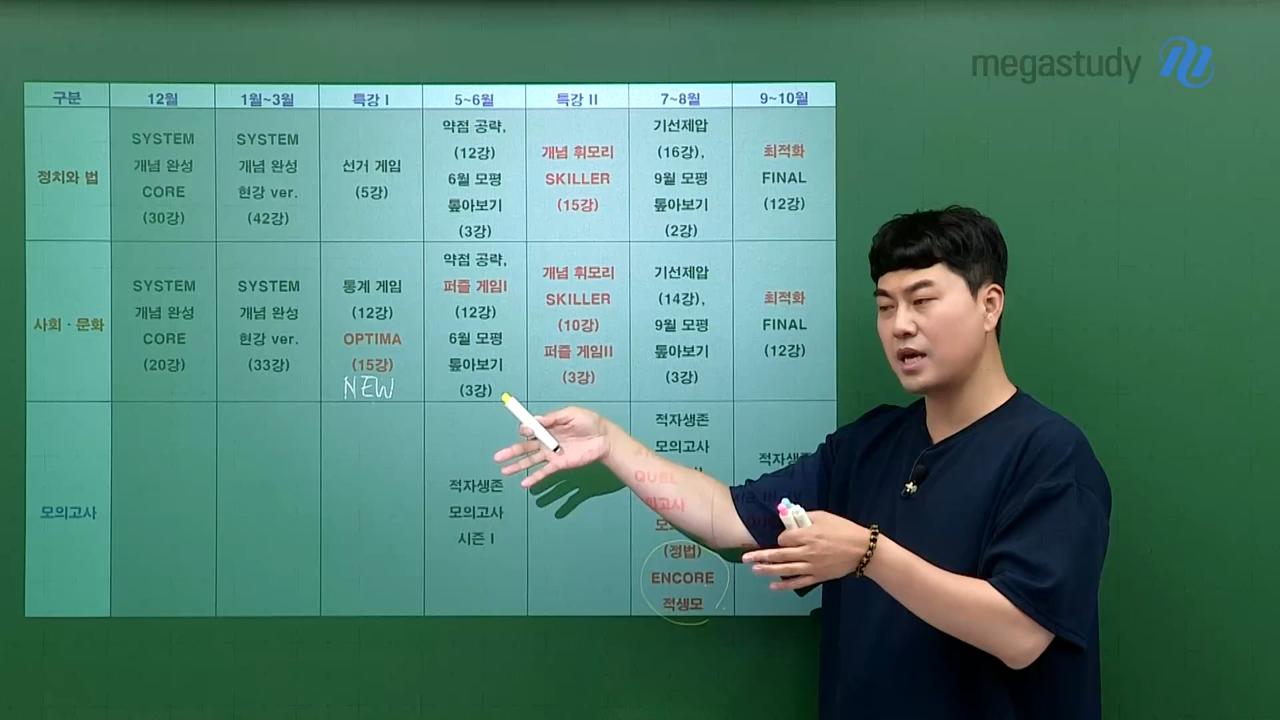 megastudy
구분 12월 1월~3월 특강 I 5~6월 특강 II 7~8월 9~10월
정치와 법
SYSTEM
개념 완성
CORE
(30강)
SYSTEM
개념 완성
현강 ver.
(42강)
선거 게임
(5강)
약점 공략,
(12강)
6월 모평
톺아보기
(3강)
개념 휘모리
SKILLER
(15강)
기선제압
(16강),
9월 모평
톺아보기
(2강)
최적화
FINAL
(12강)
사회·문화
SYSTEM
개념 완성
CORE
(20강)
SYSTEM
개념 완성
현강 ver.
(33강)
통계 게임
(12강)
OPTIMA
(15강)
NEW
약점 공략,
퍼즐 게임I
(12강)
6월 모평
톺아보기
(3강)
개념 휘모리
SKILLER
(10강)
퍼즐 게임II
(3강)
기선제압
(14강),
9월 모평
톺아보기
(3강)
최적화
FINAL
(12강)
모의고사
적자생존
모의고사
시즌 I
적자생존
모의고사
(정법)
ENCORE
적생모